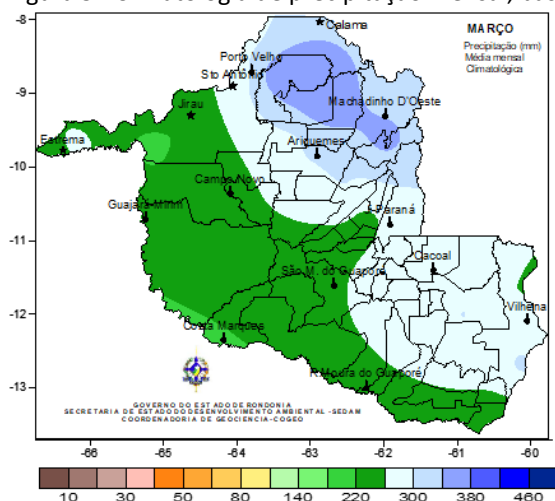 MARÇO
Precipitação (mm)
Média mensal
Climatológica
-8
Calama
Porto Velho
Sto Antônio
-9
Jirau
Machadinho D'Oeste
Estrema
Ariquemes
-10
Campo Novo
Guajará-Mirim
Paraná
-11
Cacoal
São M. do Guaporé
-12
Vilhena
Costa Marques
-13
P.Moura do Guaporé
GOVERNO DO ESTADO DE RONDONIA
SECRETARIA DE ESTADO DO DESENVOLVIMENTO AMBIENTAL -SEDAM
COORDENADORIA DE GEOCIENCIA-COGEO
-66 -65 -64 -63 -62 -61 -60
10 30 50 80 140 220 300 380 460